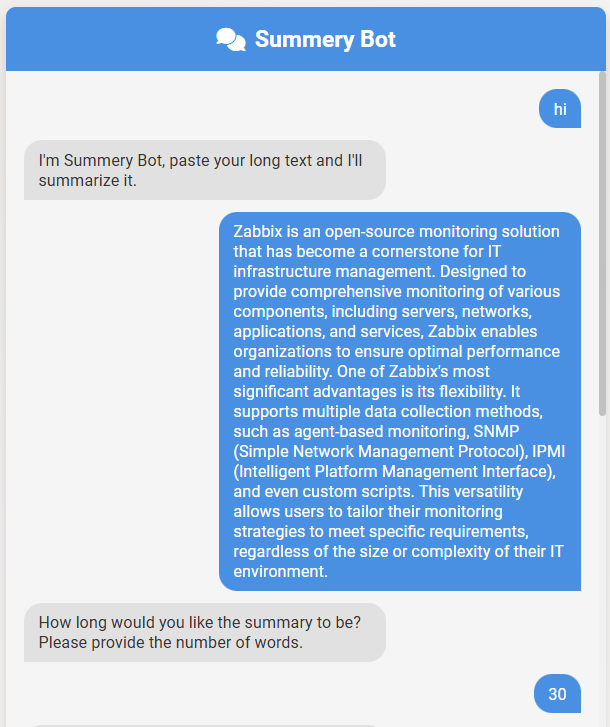 Summery Bot
hi
I'm Summery Bot, paste your long text and I'll
summarize it.
Zabbix is an open-source monitoring solution
that has become a cornerstone for IT
infrastructure management. Designed to
provide comprehensive monitoring of various
components, including servers, networks,
applications, and services, Zabbix enables
organizations to ensure optimal performance
and reliability. One of Zabbix's most
significant advantages is its flexibility. It
supports multiple data collection methods,
such as agent-based monitoring, SNMP
(Simple Network Management Protocol), IPMI
(Intelligent Platform Management Interface),
and even custom scripts. This versatility
allows users to tailor their monitoring
strategies to meet specific requirements,
regardless of the size or complexity of their IT
environment.
How long would you like the summary to be?
Please provide the number of words.
30